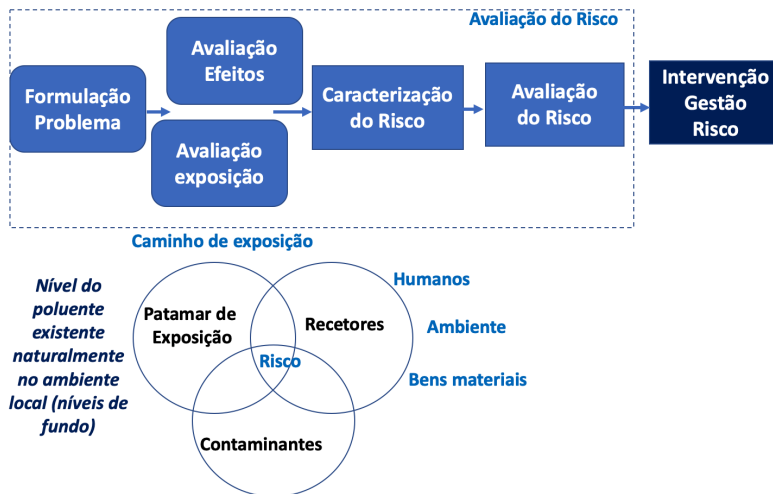 Avaliação do Risco
Formulação
Problema
Avaliação
Efeitos
Avaliação
exposição
Caracterização
do Risco
Avaliação
do Risco
Intervenção
Gestão
Risco
Caminho de exposição
Nível do
poluente
existente
naturalmente
no ambiente
local (níveis de
fundo)
Patamar de
Exposição
Recetores
Risco
Contaminantes
Humanos
Ambiente
Bens materiais